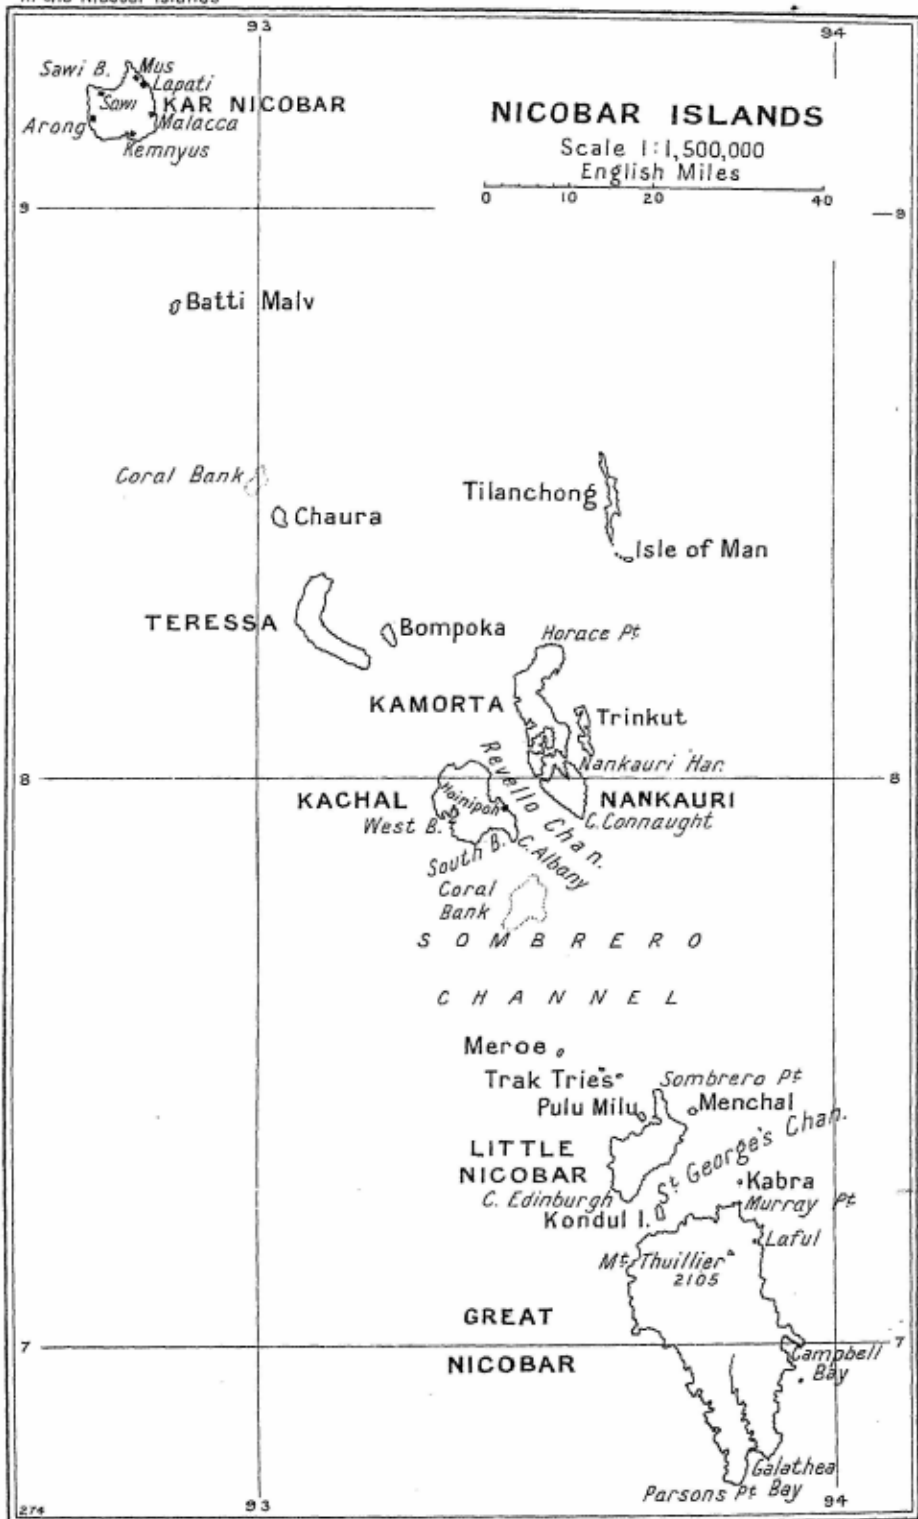 93
94
Sawi B.
Mus
Lapati
Sawi
KAR NICOBAR
Arong
Malacca
Kemnyus
NICOBAR ISLANDS
Scale 1:1,500,000
English Miles
0 10 20 40
9
9
Batti Malv
Coral Bank
Chaura
Tilanchong
Isle of Man
TERESSA
Bompoka
Horace Pt
KAMORTA
Trinkut
Nankauri Har.
8
8
Revello Chan.
KACHAL
Hoinipoh
NANKAURI
West B.
C. Connaught
South B.
C. Albany
Coral
Bank
SOMBRERO
CHANNEL
Meroe
Trak Tries
Sombrero Pt
Pulu Milu
Menchal
LITTLE
NICOBAR
St George's Chan.
C. Edinburgh
Kabra
Murray Pt
Kondul I.
Laful
Mt Thuillier
2105
GREAT
7
7
NICOBAR
Campbell
Bay
Galathea
Bay
Parsons Pt
274
93
94